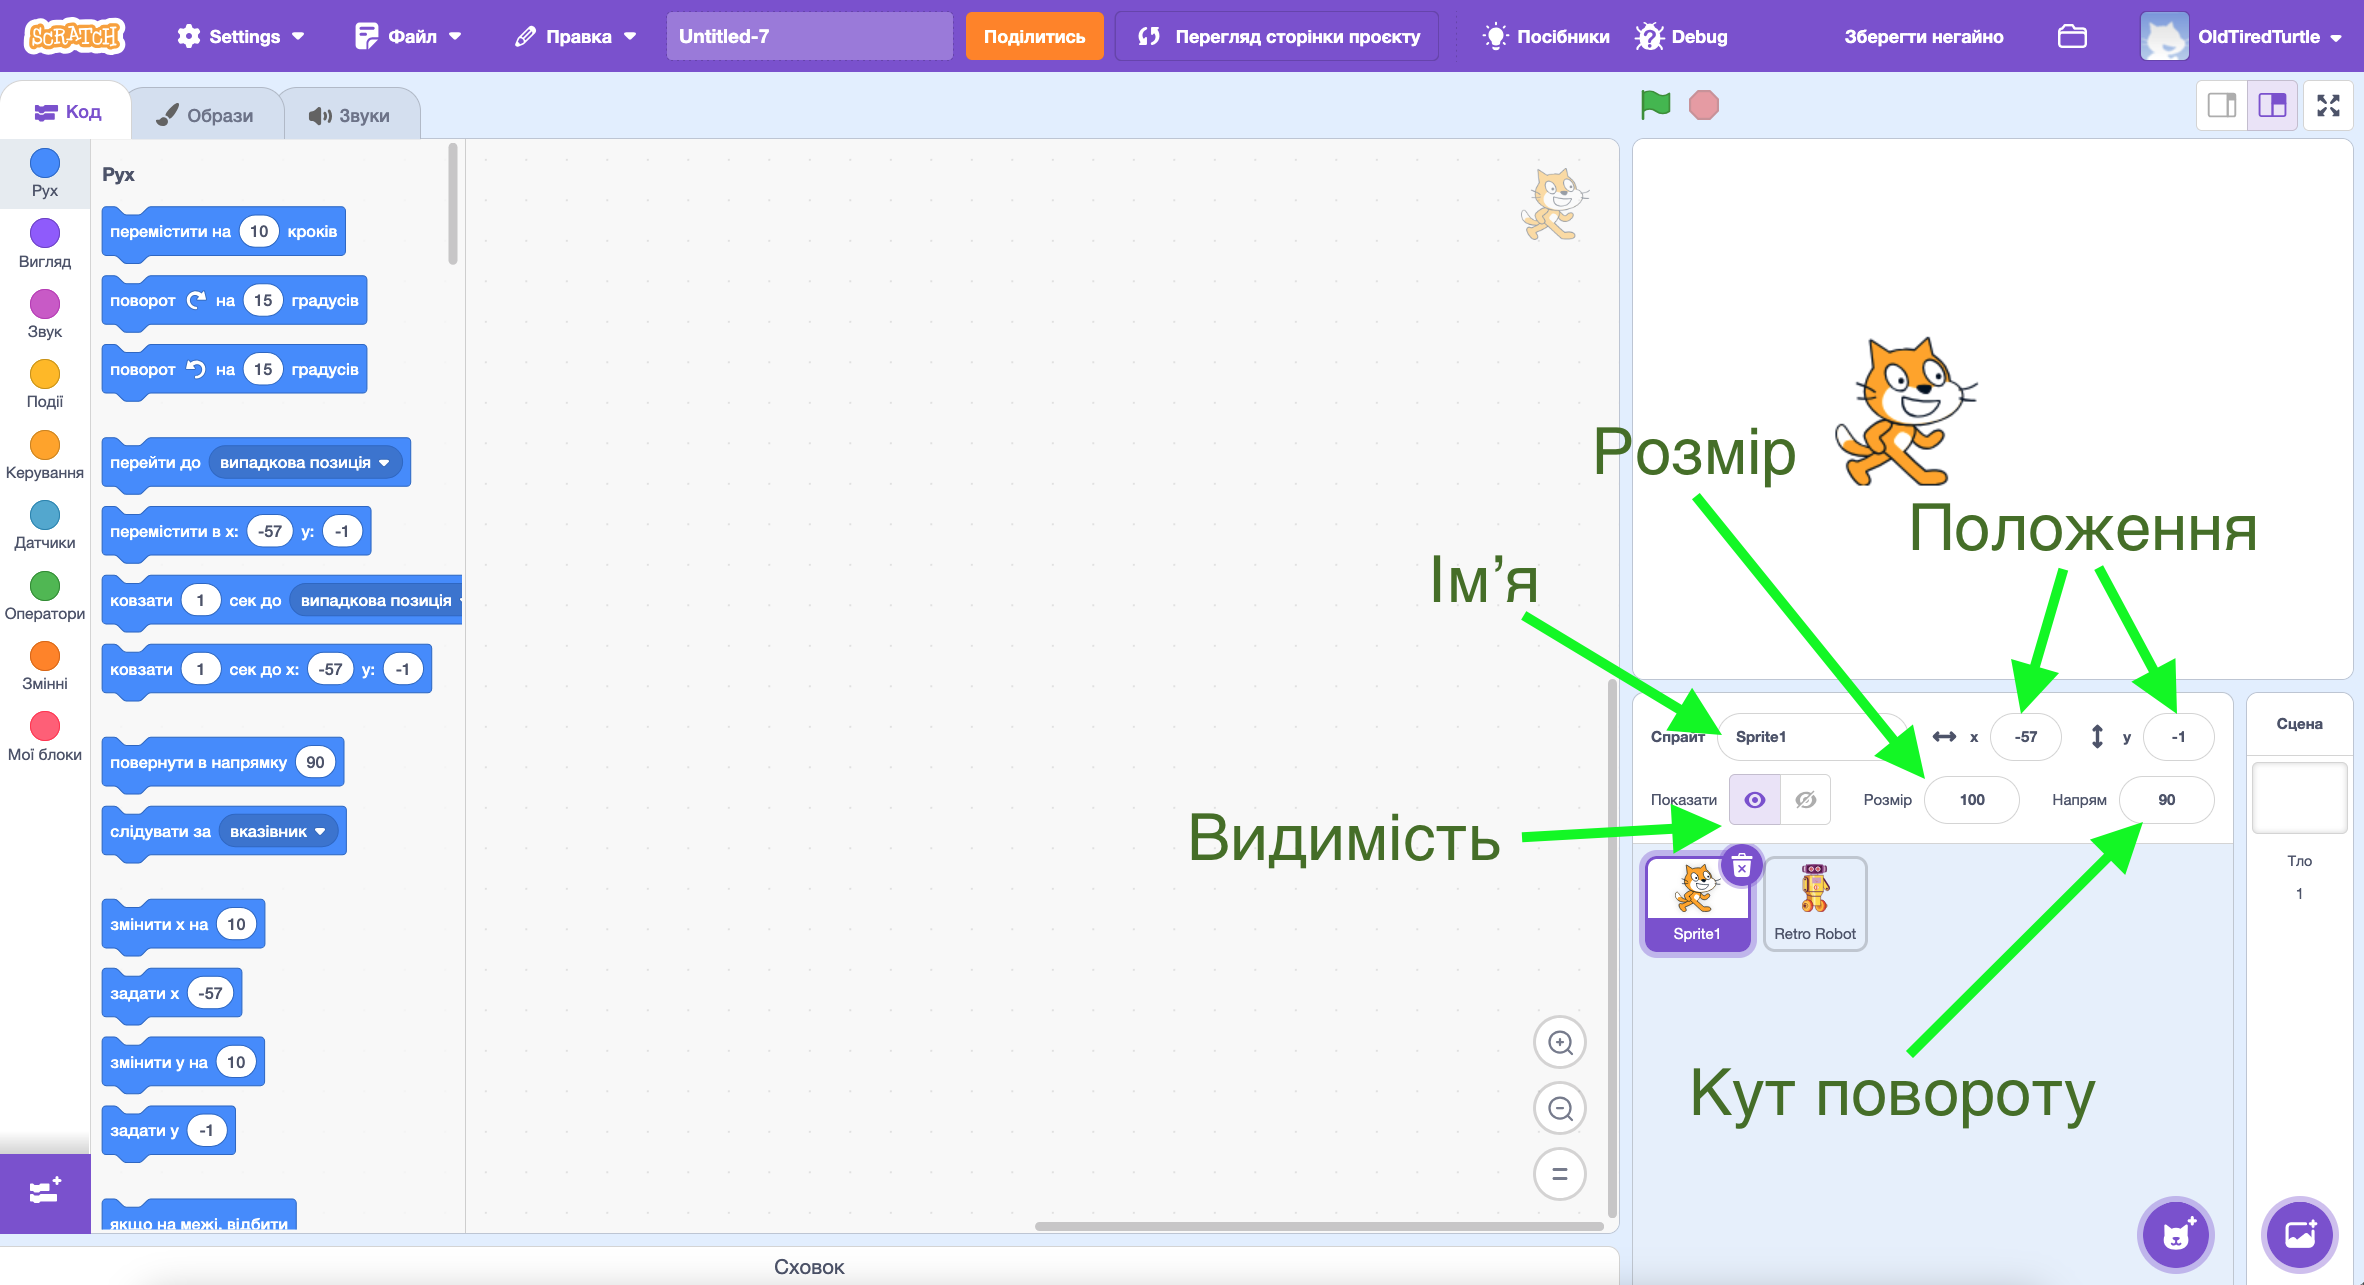 SCRATCH
Settings
Файл
Правка
Untitled-7
Поділитись
Перегляд сторінки проєкту
Посібники
Debug
Зберегти негайно
OldTiredTurtle
Код
Образи
Звуки
Рух
Вигляд
Звук
Події
Керування
Датчики
Оператори
Змінні
Мої блоки
Рух
перемістити на 10 кроків
поворот на 15 градусів
поворот на 15 градусів
перейти до випадкова позиція
перемістити в x: -57 y: -1
ковзати 1 сек до випадкова позиція
ковзати 1 сек до x: -57 y: -1
повернути в напрямку 90
слідувати за вказівник
змінити x на 10
задати x -57
змінити y на 10
задати y -1
якщо на межі, відбити
Сховок
Розмір
Положення
Ім’я
Видимість
Кут повороту
Спрайт Sprite1 x -57 y -1
Показати Розмір 100 Напрям 90
Sprite1
Retro Robot
Сцена
Тло
1